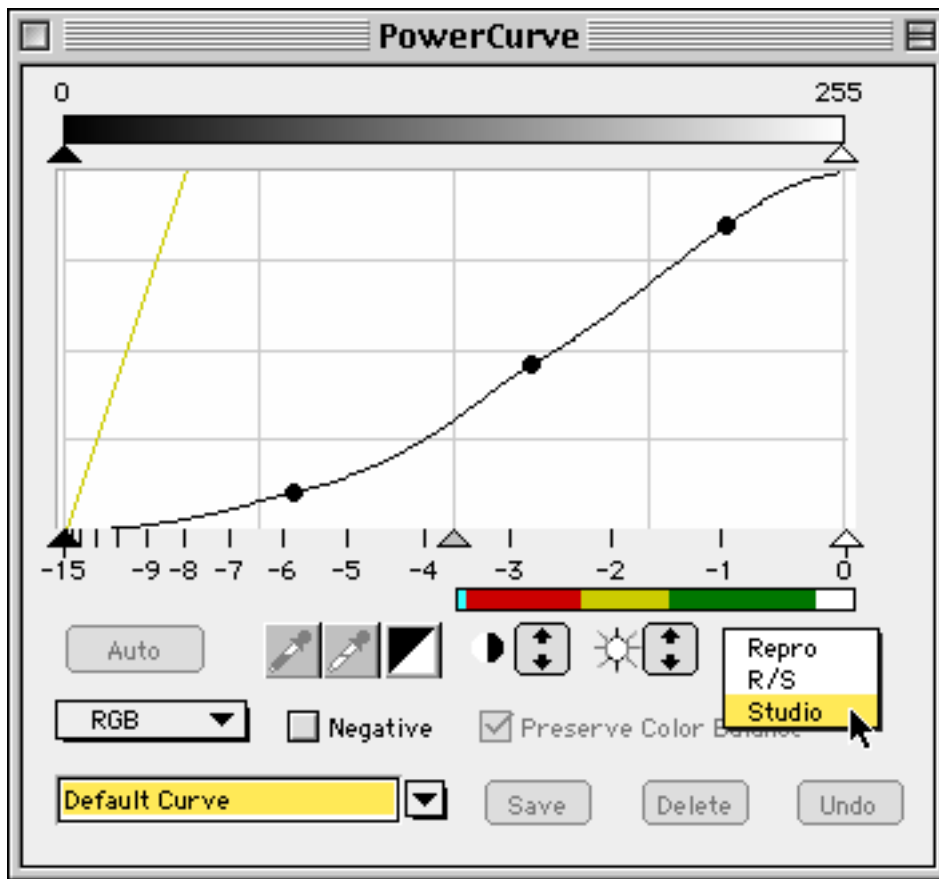 PowerCurve
0 255
-15 -9 -8 -7 -6 -5 -4 -3 -2 -1 0
Auto
Repro
R/S
Studio
RGB Negative Preserve Color Balance
Default Curve Save Delete Undo